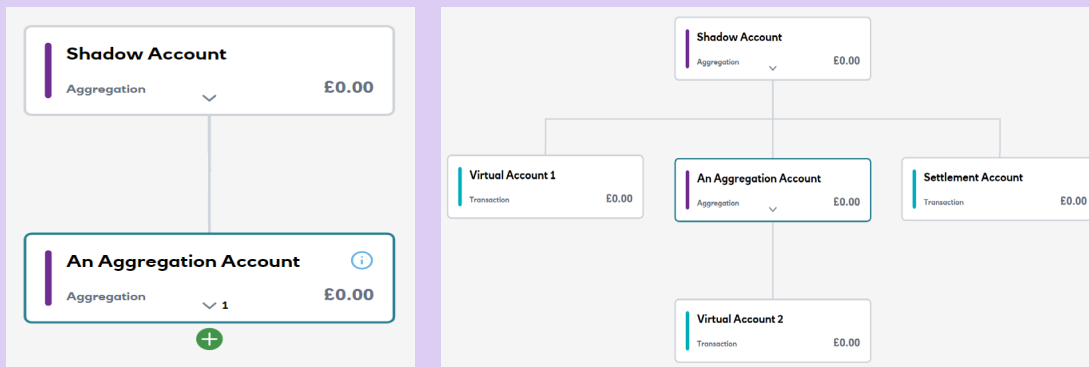 Shadow Account
Aggregation £0.00
An Aggregation Account
Aggregation 1 £0.00
Shadow Account
Aggregation £0.00
Virtual Account 1
Transaction £0.00
An Aggregation Account
Aggregation £0.00
Settlement Account
Transaction £0.00
Virtual Account 2
Transaction £0.00